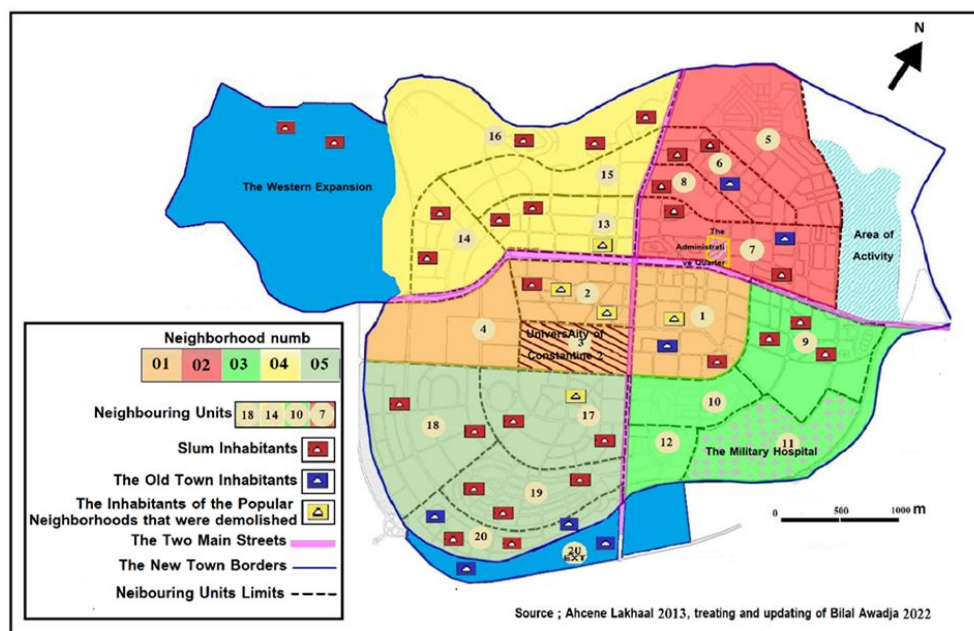 N
16
5
6
15
8
The Western Expansion
14
13
The
Administrati
ve Quarter
7
Area of
Activity
2
1
4
UniversAity of
3
Constantine 2
9
Neighborhood numb
01 02 03 04 05
Neighbouring Units 18 14 10 7
Slum Inhabitants
The Old Town Inhabitants
The Inhabitants of the Popular
Neighborhoods that were demolished
The Two Main Streets
The New Town Borders
Neibouring Units Limits
10
17
18
12
11
The Military Hospital
19
20
20
EXT
0 500 1000 m
Source ; Ahcene Lakhaal 2013, treating and updating of Bilal Awadja 2022